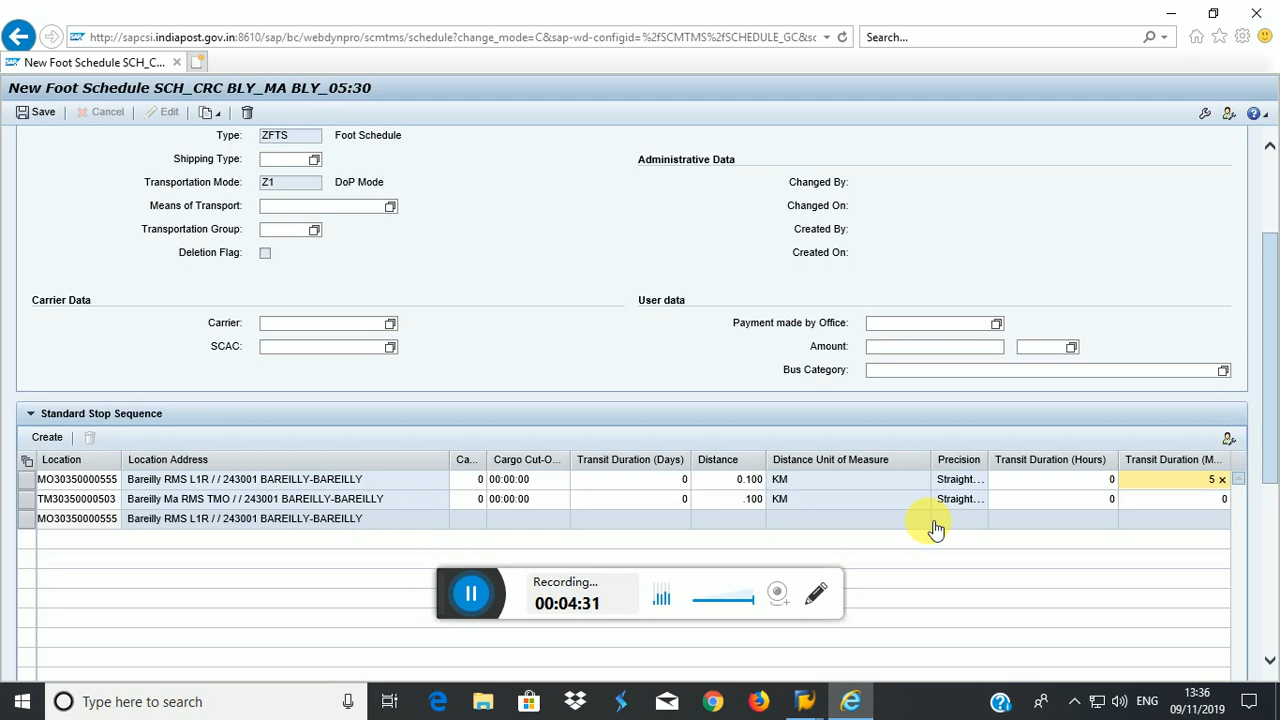 http://sapcsi.indiapost.gov.in:8610/sap/bc/webdynpro/scmtms/schedule?change_mode=C&sap-wd-configid=%2fSCMTMS%2fSCHEDULE_GC&sc
Search...
New Foot Schedule SCH_C...
New Foot Schedule SCH_CRC BLY_MA BLY_05:30
Save Cancel Edit
Type: ZFTS Foot Schedule
Shipping Type:
Administrative Data
Transportation Mode: Z1 DoP Mode
Changed By:
Means of Transport:
Changed On:
Transportation Group:
Created By:
Deletion Flag:
Created On:
Carrier Data
User data
Carrier:
Payment made by Office:
SCAC:
Amount:
Bus Category:
Standard Stop Sequence
Create
Location Location Address Ca... Cargo Cut-O... Transit Duration (Days) Distance Distance Unit of Measure Precision Transit Duration (Hours) Transit Duration (M...
MO30350000555 Bareilly RMS L1R / / 243001 BAREILLY-BAREILLY 0 00:00:00 0 0.100 KM Straight... 0 5
TM30350000503 Bareilly Ma RMS TMO / / 243001 BAREILLY-BAREILLY 0 00:00:00 0 .100 KM Straight... 0 0
MO30350000555 Bareilly RMS L1R / / 243001 BAREILLY-BAREILLY
Recording...
00:04:31
Type here to search
ENG
13:36
09/11/2019